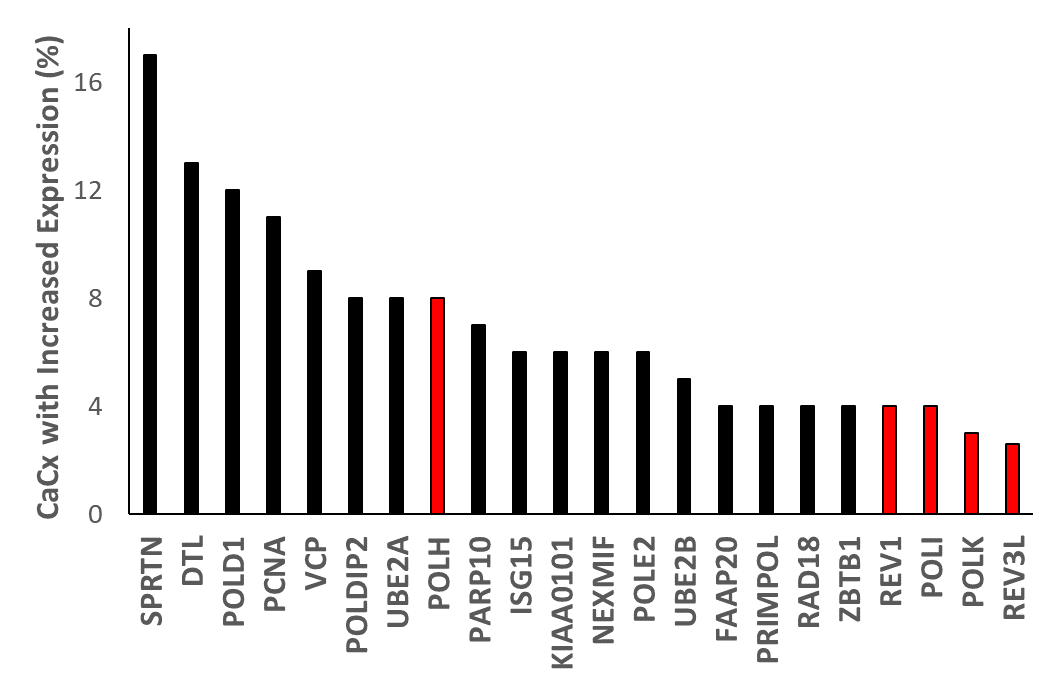 CaCx with Increased Expression (%)
16
12
8
4
0
SPRTN
DTL
POLD1
PCNA
VCP
POLDIP2
UBE2A
POLH
PARP10
ISG15
KIAA0101
NEXMIF
POLE2
UBE2B
FAAP20
PRIMPOL
RAD18
ZBTB1
REV1
POLI
POLK
REV3L